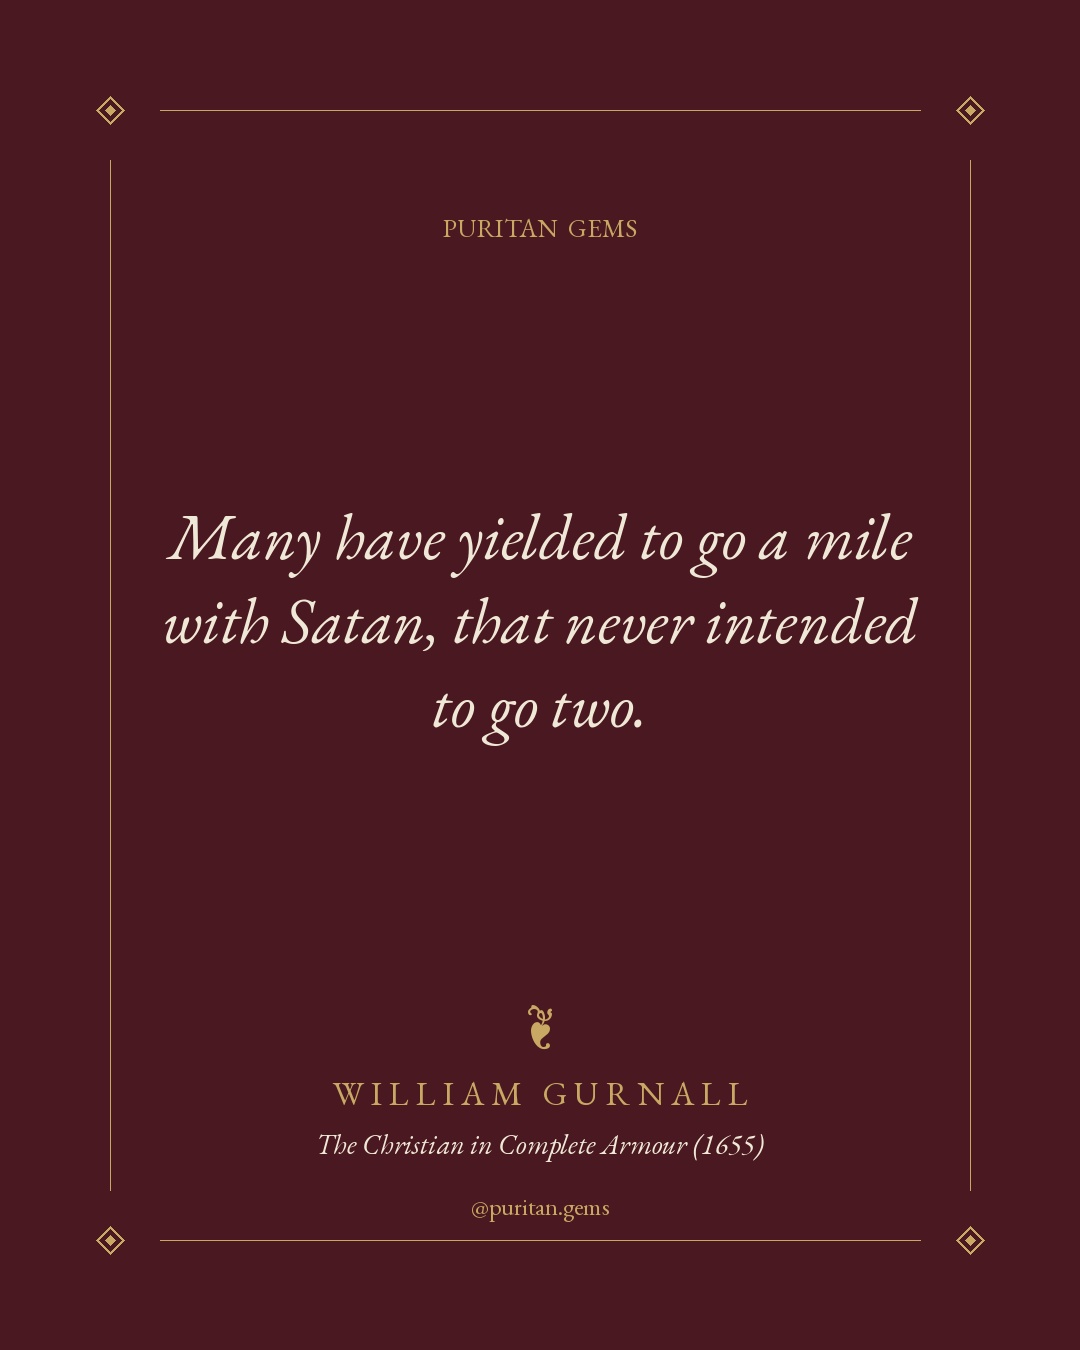 PURITAN GEMS
Many have yielded to go a mile
with Satan, that never intended
to go two.
WILLIAM GURNALL
The Christian in Complete Armour (1655)
@puritan.gems